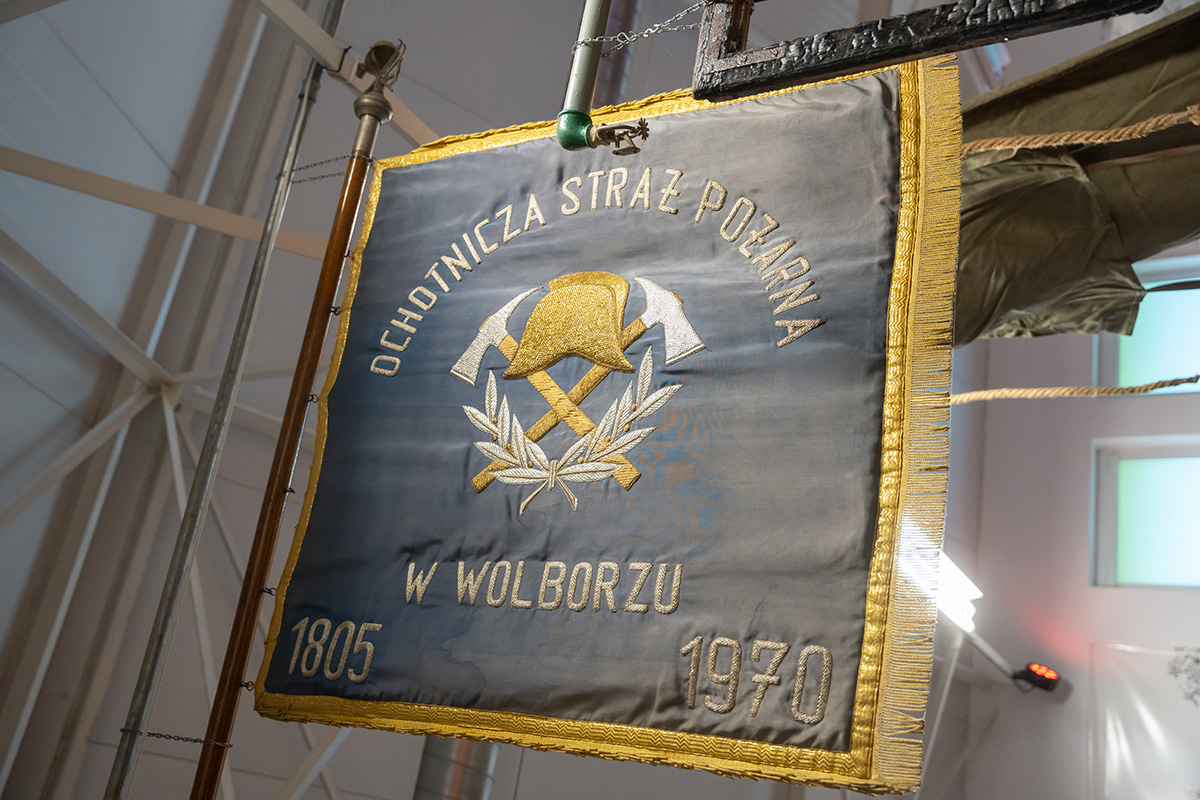 OCHOTNICZA STRAŻ POŻARNA
W WOLBORZU
1805 1970